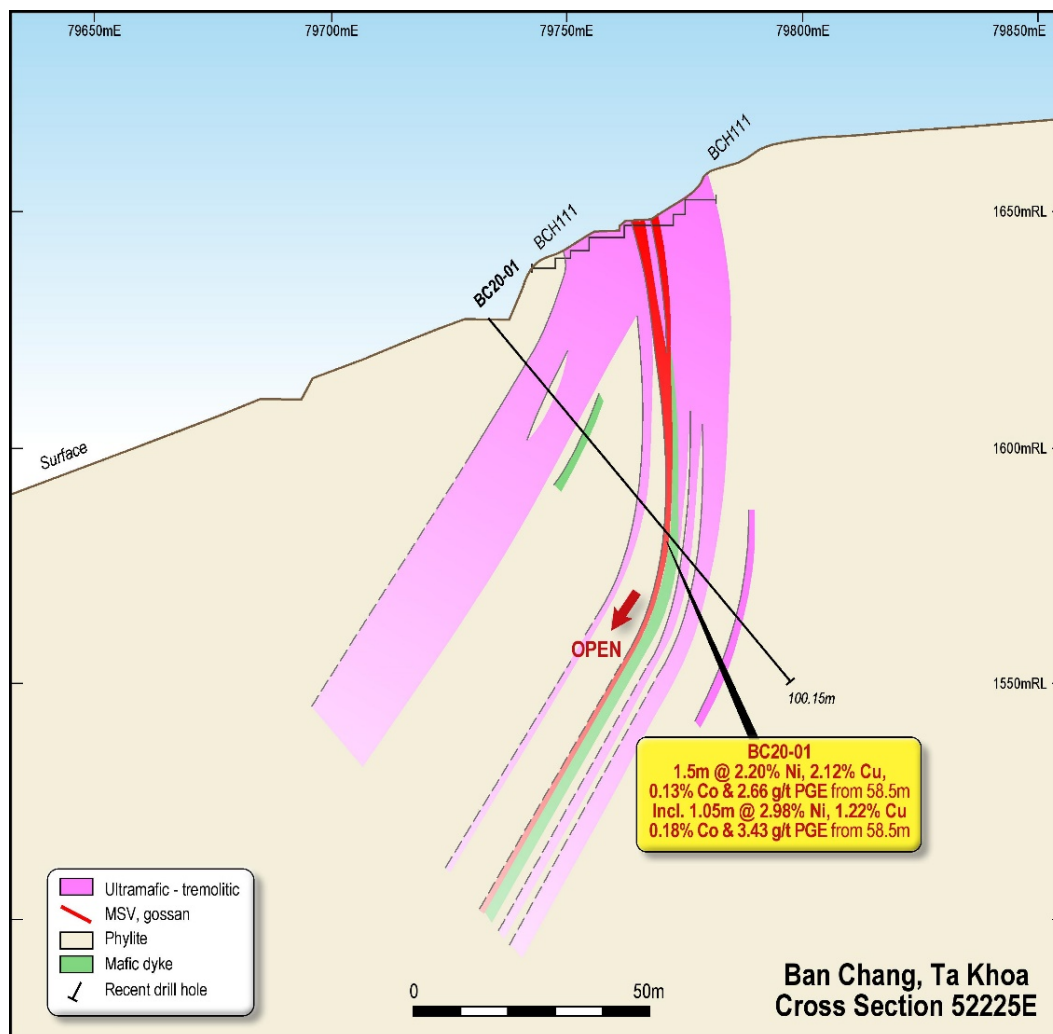 79650mE
79700mE
79750mE
79800mE
79850mE
BCH111
BCH111
1650mRL
BC20-01
Surface
1600mRL
OPEN
1550mRL
100.15m
BC20-01
1.5m @ 2.20% Ni, 2.12% Cu,
0.13% Co & 2.66 g/t PGE from 58.5m
Incl. 1.05m @ 2.98% Ni, 1.22% Cu
0.18% Co & 3.43 g/t PGE from 58.5m
Ultramafic - tremolitic
MSV, gossan
Phylite
Mafic dyke
Recent drill hole
0
50m
Ban Chang, Ta Khoa
Cross Section 52225E